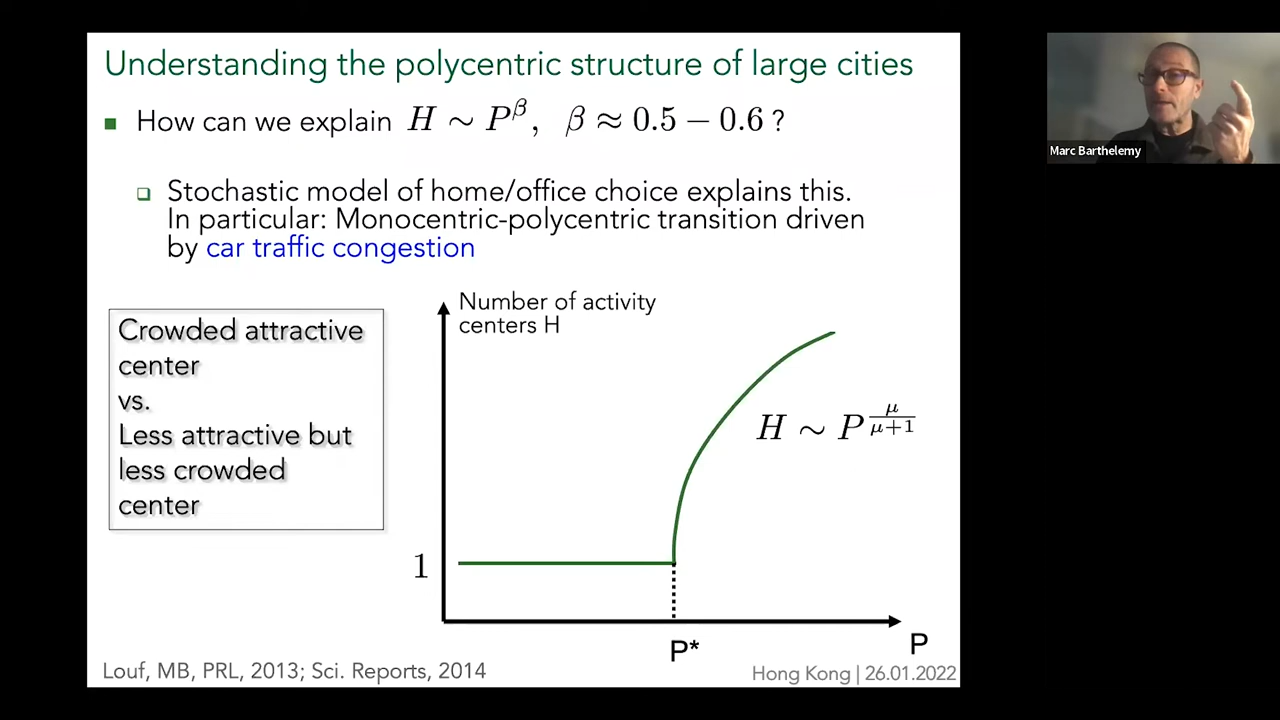 Understanding the polycentric structure of large cities
How can we explain H ∼ P^β, β ≈ 0.5 − 0.6 ?
Stochastic model of home/office choice explains this.
In particular: Monocentric-polycentric transition driven
by car traffic congestion
Crowded attractive
center
vs.
Less attractive but
less crowded
center
Number of activity
centers H
H ∼ P^{μ/(μ+1)}
1
P*
P
Louf, MB, PRL, 2013; Sci. Reports, 2014
Hong Kong | 26.01.2022
Marc Barthelemy